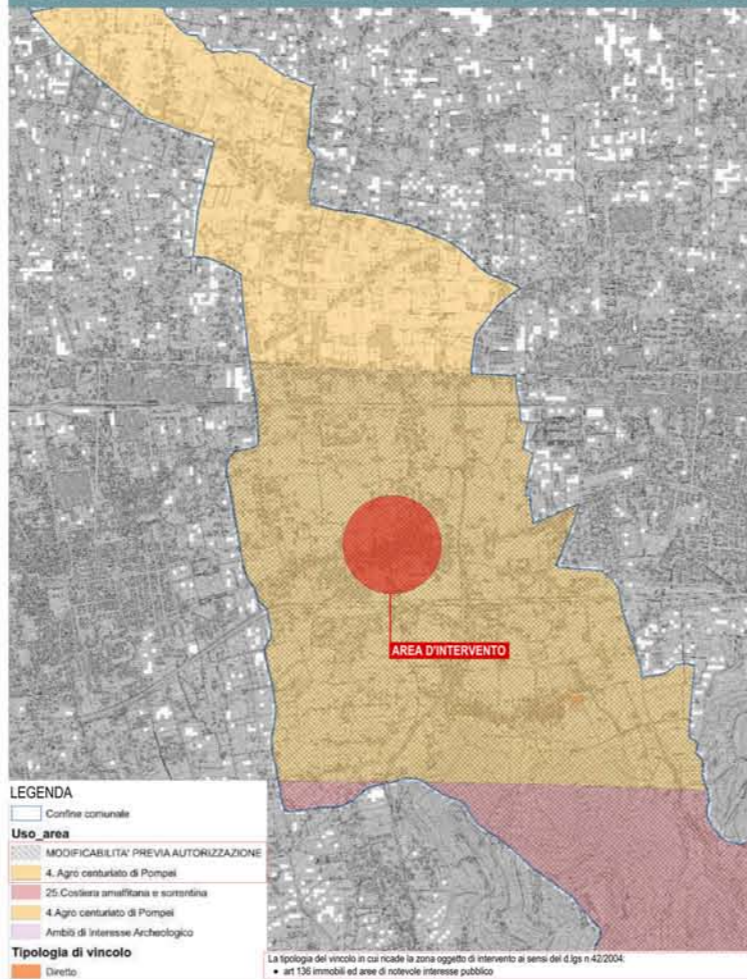 AREA D'INTERVENTO
LEGENDA
Confine comunale
Uso_area
MODIFICABILITA' PREVIA AUTORIZZAZIONE
4. Agro centuriato di Pompei
25.Costiera amalfitana e sorrentina
4.Agro centuriato di Pompei
Ambiti di Interesse Archeologico
Tipologia di vincolo
Diretto
La tipologia del vincolo in cui ricade la zona oggetto di intervento ai sensi del d.lgs n.42/2004:
• art 136 immobili ed aree di notevole interesse pubblico